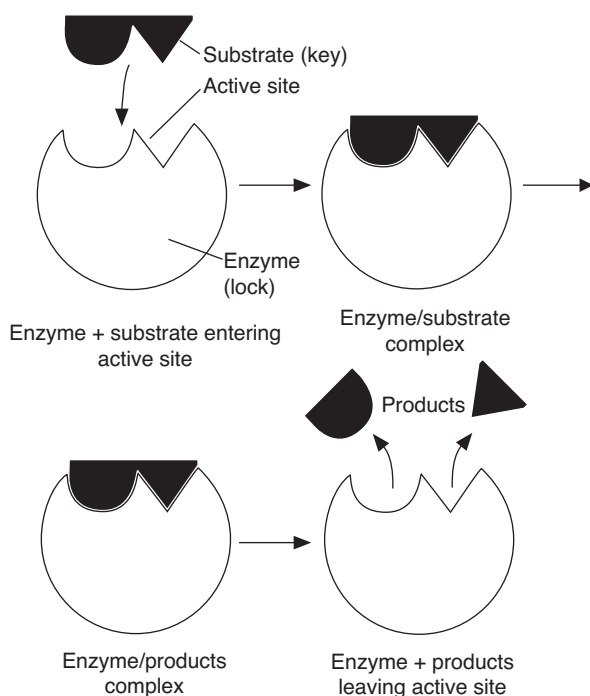 Substrate (key)
Active site
Enzyme
(lock)
Enzyme + substrate entering
active site
Enzyme/substrate
complex
Products
Enzyme/products
complex
Enzyme + products
leaving active site